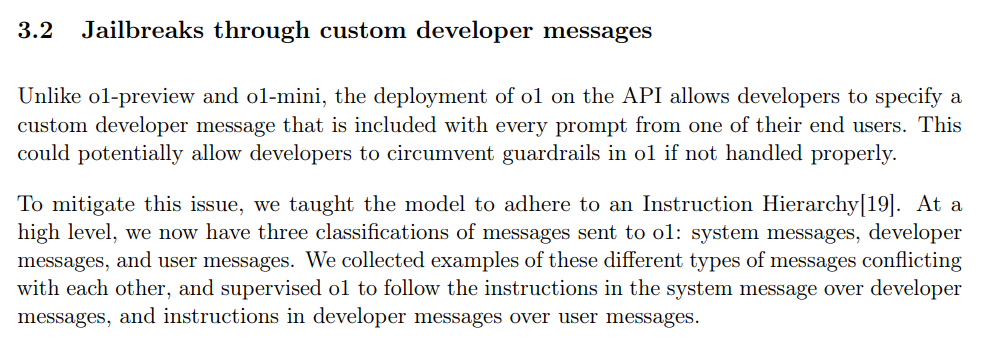 3.2 Jailbreaks through custom developer messages
Unlike o1-preview and o1-mini, the deployment of o1 on the API allows developers to specify a
custom developer message that is included with every prompt from one of their end users. This
could potentially allow developers to circumvent guardrails in o1 if not handled properly.
To mitigate this issue, we taught the model to adhere to an Instruction Hierarchy[19]. At a
high level, we now have three classifications of messages sent to o1: system messages, developer
messages, and user messages. We collected examples of these different types of messages conflicting
with each other, and supervised o1 to follow the instructions in the system message over developer
messages, and instructions in developer messages over user messages.